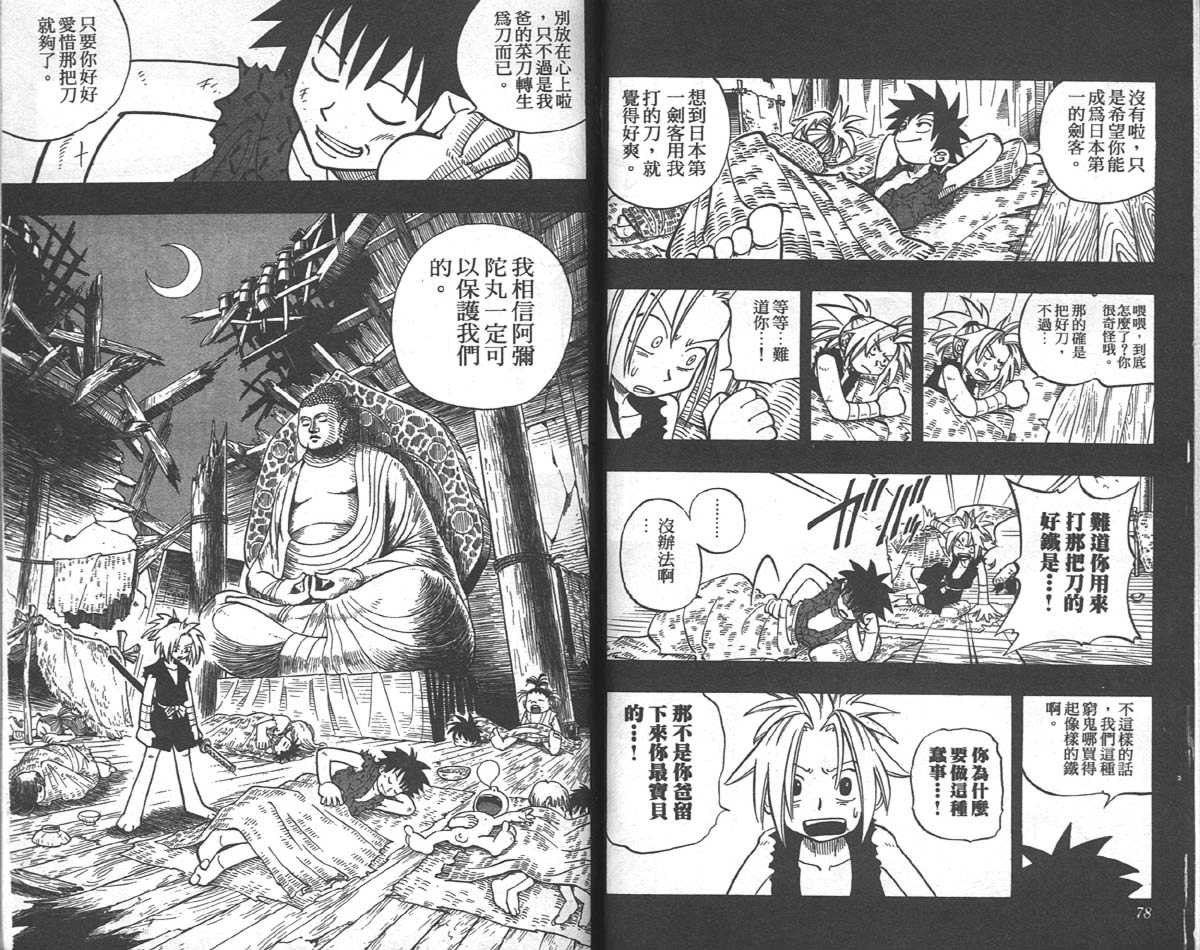 沒有啦，只
是希望你能
成為日本第
一的劍客。
想到日本第
一劍客用我
打的刀，就
覺得好爽。
喂喂，到底
怎麼了？你
很奇怪哦。
那的確是
把好刀，
不過…
等等…難
道你…！
難道你用來
打那把刀的
好鐵是……！
………
沒辦法啊
…
不這樣的話
，我們這種
窮鬼哪買得
起像樣的鐵
啊。
你為什麼
要做這種
蠢事……！
那不是你爸留
下來你最寶貝
的……！
78
別放在心上啦
，只不過是我
爸的菜刀轉生
為刀而已。
只要你好好
愛惜那把刀
就夠了。
我相信阿彌
陀丸一定可
以保護我們
的。